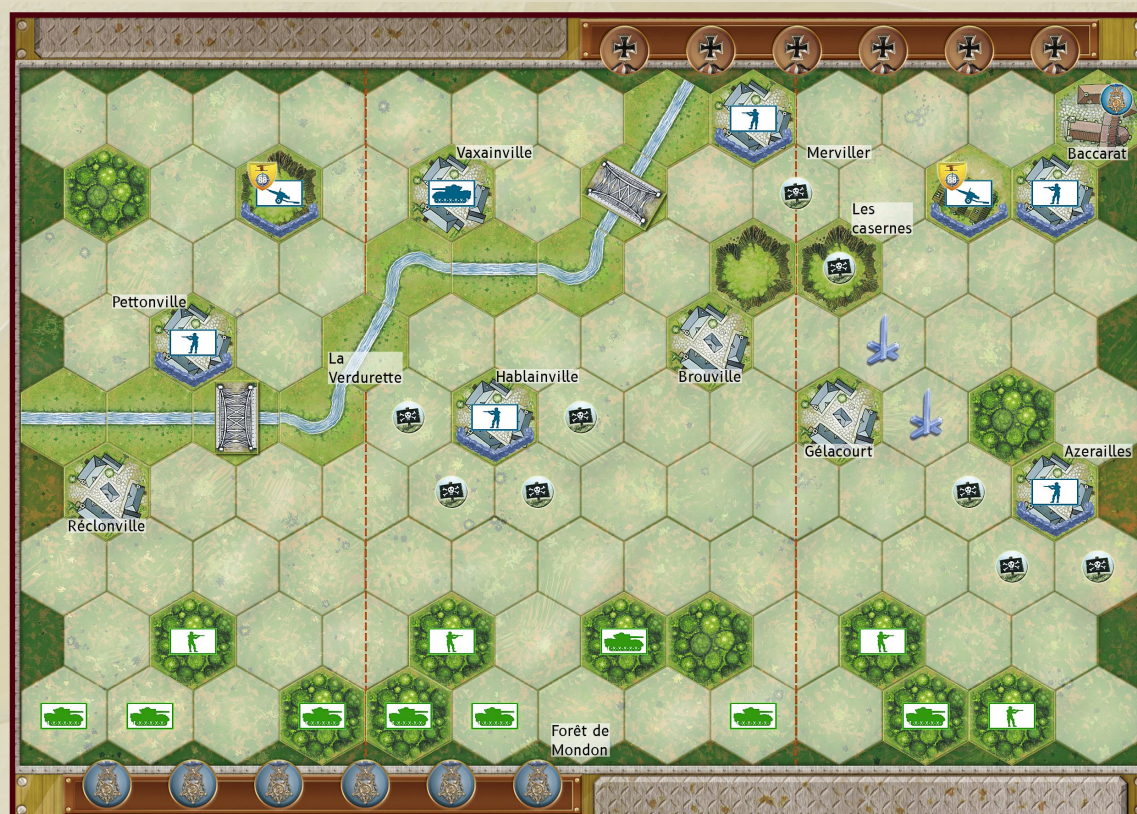 Vaxainville
Merviller
Baccarat
Les
casernes
Pettonville
La
Verdurette
Hablainville
Brouville
Gélacourt
Azerailles
Réclonville
Forêt de
Mondon